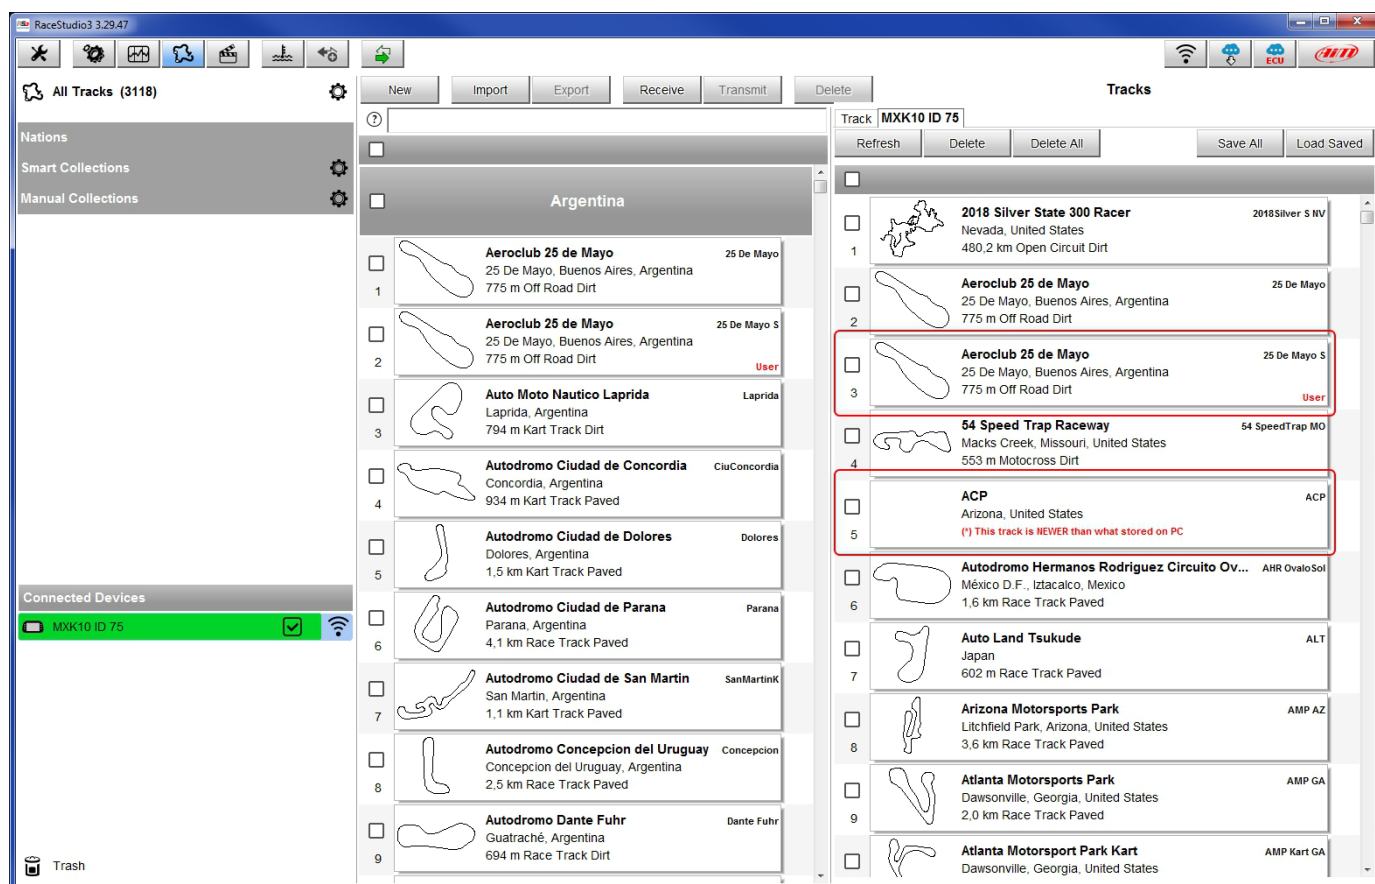 RaceStudio3 3.29.47
ECU
AiM
All Tracks (3118)
New Import Export Receive Transmit Delete
Tracks
Nations
Smart Collections
Manual Collections
Connected Devices
MXK10 ID 75
Trash
?
Argentina
1
Aeroclub 25 de Mayo 25 De Mayo
25 De Mayo, Buenos Aires, Argentina
775 m Off Road Dirt
2
Aeroclub 25 de Mayo 25 De Mayo S
25 De Mayo, Buenos Aires, Argentina
775 m Off Road Dirt
User
3
Auto Moto Nautico Laprida Laprida
Laprida, Argentina
794 m Kart Track Dirt
4
Autodromo Ciudad de Concordia CiuConcordia
Concordia, Argentina
934 m Kart Track Paved
5
Autodromo Ciudad de Dolores Dolores
Dolores, Argentina
1,5 km Kart Track Paved
6
Autodromo Ciudad de Parana Parana
Parana, Argentina
4,1 km Race Track Paved
7
Autodromo Ciudad de San Martin SanMartinK
San Martin, Argentina
1,1 km Kart Track Paved
8
Autodromo Concepcion del Uruguay Concepcion
Concepcion del Uruguay, Argentina
2,5 km Race Track Paved
9
Autodromo Dante Fuhr Dante Fuhr
Guatraché, Argentina
694 m Race Track Dirt
Track MXK10 ID 75
Refresh Delete Delete All Save All Load Saved
1
2018 Silver State 300 Racer 2018Silver S NV
Nevada, United States
480,2 km Open Circuit Dirt
2
Aeroclub 25 de Mayo 25 De Mayo
25 De Mayo, Buenos Aires, Argentina
775 m Off Road Dirt
3
Aeroclub 25 de Mayo 25 De Mayo S
25 De Mayo, Buenos Aires, Argentina
775 m Off Road Dirt
User
4
54 Speed Trap Raceway 54 SpeedTrap MO
Macks Creek, Missouri, United States
553 m Motocross Dirt
5
ACP ACP
Arizona, United States
(*) This track is NEWER than what stored on PC
6
Autodromo Hermanos Rodriguez Circuito Ov... AHR OvaloSol
México D.F., Iztacalco, Mexico
1,6 km Race Track Paved
7
Auto Land Tsukude ALT
Japan
602 m Race Track Paved
8
Arizona Motorsports Park AMP AZ
Litchfield Park, Arizona, United States
3,6 km Race Track Paved
9
Atlanta Motorsports Park AMP GA
Dawsonville, Georgia, United States
2,0 km Race Track Paved
Atlanta Motorsport Park Kart AMP Kart GA
Dawsonville, Georgia, United States